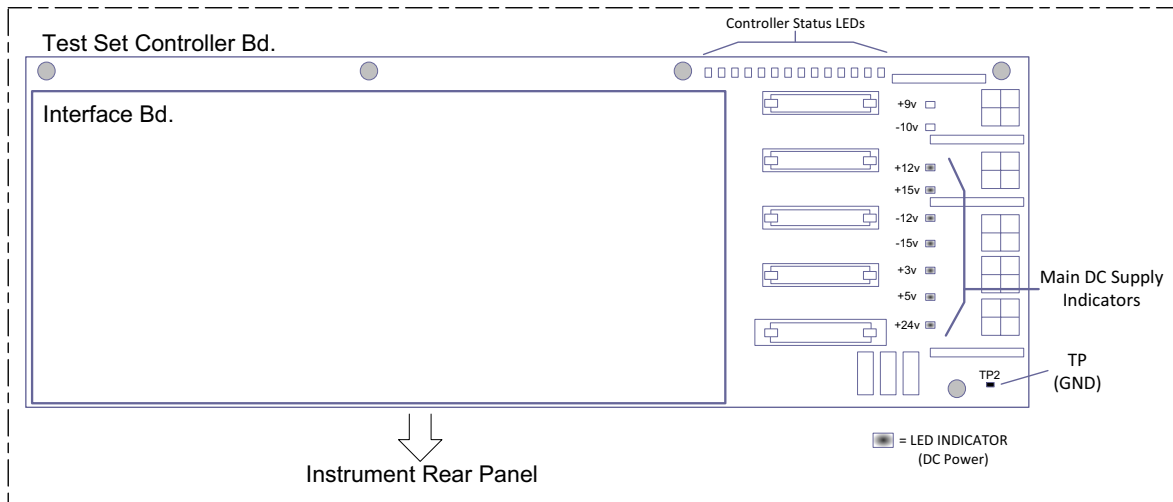 Controller Status LEDs
Test Set Controller Bd.
Interface Bd.
+9v
-10v
+12v
+15v
-12v
-15v
+3v
+5v
+24v
Main DC Supply
Indicators
TP2
TP
(GND)
= LED INDICATOR
(DC Power)
Instrument Rear Panel